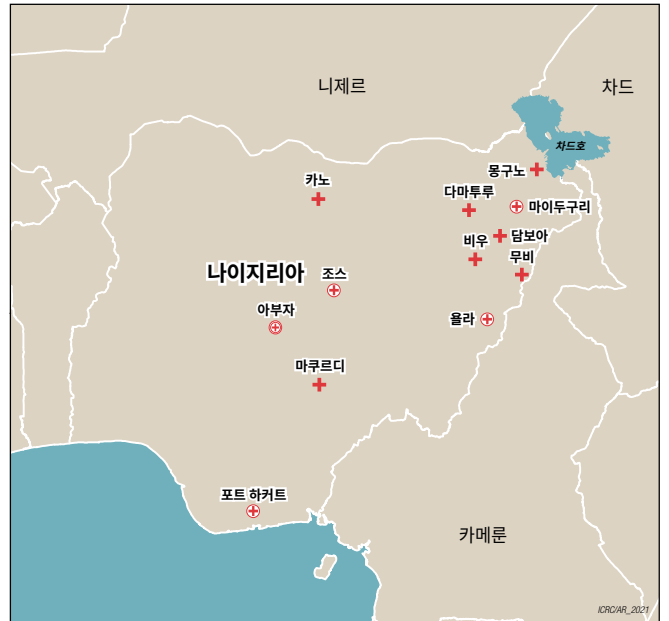 니제르
차드
차드호
몽구노
카노
다마투루
마이두구리
담보아
비우
무비
나이지리아
조스
아부자
욜라
마쿠르디
포트 하커트
카메룬
ICRC/AR_2021